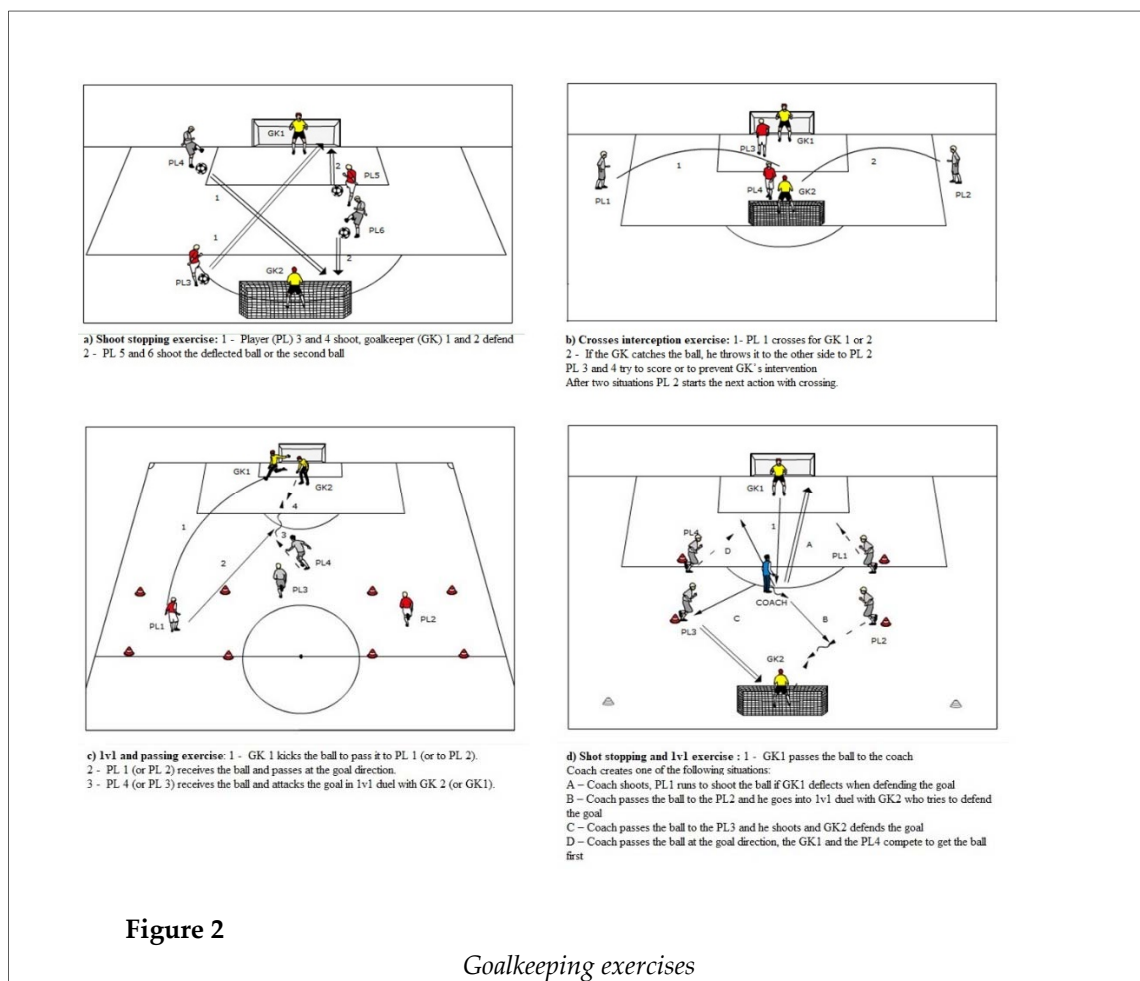 GK1
PL4
2
PL5
1
PL6
1
GK2
2
PL3
a) Shoot stopping exercise: 1 - Player (PL) 3 and 4 shoot, goalkeeper (GK) 1 and 2 defend
2 - PL 5 and 6 shoot the deflected ball or the second ball
PL3
GK1
1
2
PL4
GK2
PL1
PL2
b) Crosses interception exercise: 1- PL 1 crosses for GK 1 or 2
2 - If the GK catches the ball, he throws it to the other side to PL 2
PL 3 and 4 try to score or to prevent GK`s intervention
After two situations PL 2 starts the next action with crossing.
GK1
GK2
4
1
3
2
PL4
PL3
PL1
PL2
c) 1v1 and passing exercise: 1 - GK 1 kicks the ball to pass it to PL 1 (or to PL 2).
2 - PL 1 (or PL 2) receives the ball and passes at the goal direction.
3 - PL 4 (or PL 3) receives the ball and attacks the goal in 1v1 duel with GK 2 (or GK1).
GK1
PL4
1
D
A
PL1
COACH
C
B
PL3
PL2
GK2
d) Shot stopping and 1v1 exercise : 1 - GK1 passes the ball to the coach
Coach creates one of the following situations:
A – Coach shoots, PL1 runs to shoot the ball if GK1 deflects when defending the goal
B – Coach passes the ball to the PL2 and he goes into 1v1 duel with GK2 who tries to defend
the goal
C – Coach passes the ball to the PL3 and he shoots and GK2 defends the goal
D – Coach passes the ball at the goal direction, the GK1 and the PL4 compete to get the ball
first
Figure 2
Goalkeeping exercises